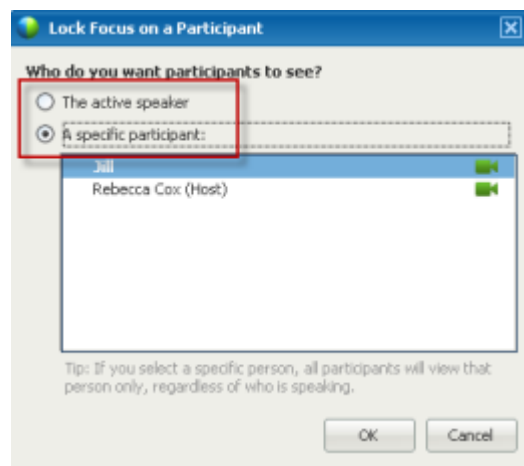 Lock Focus on a Participant
Who do you want participants to see?
The active speaker
A specific participant:
Jill
Rebecca Cox (Host)
Tip: If you select a specific person, all participants will view that
person only, regardless of who is speaking.
OK
Cancel